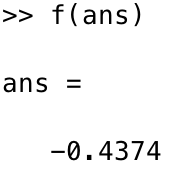 >> f(ans)
ans =
-0.4374